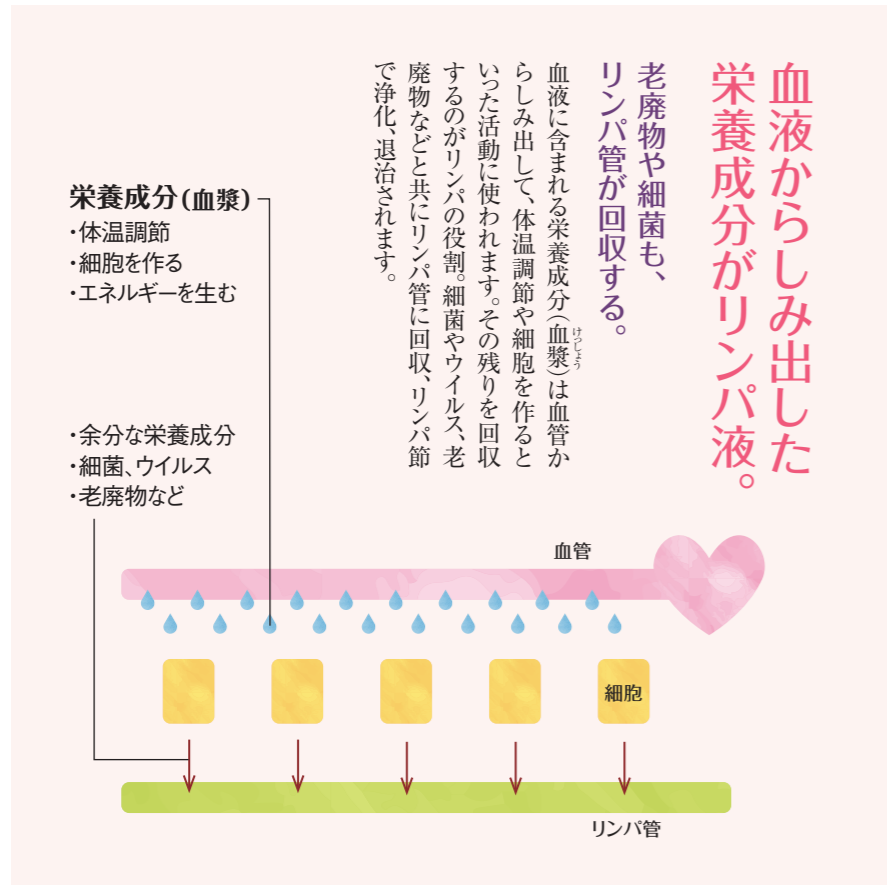 血液からしみ出した
栄養成分がリンパ液。
老廃物や細菌も、
リンパ管が回収する。
血液に含まれる栄養成分(血漿)は血管か
けっしょう
らしみ出して、体温調節や細胞を作ると
いった活動に使われます。その残りを回収
するのがリンパの役割。細菌やウイルス、老
廃物などと共にリンパ管に回収、リンパ節
で浄化、退治されます。
栄養成分(血漿)
・体温調節
・細胞を作る
・エネルギーを生む
・余分な栄養成分
・細菌、ウイルス
・老廃物など
血管
細胞
リンパ管